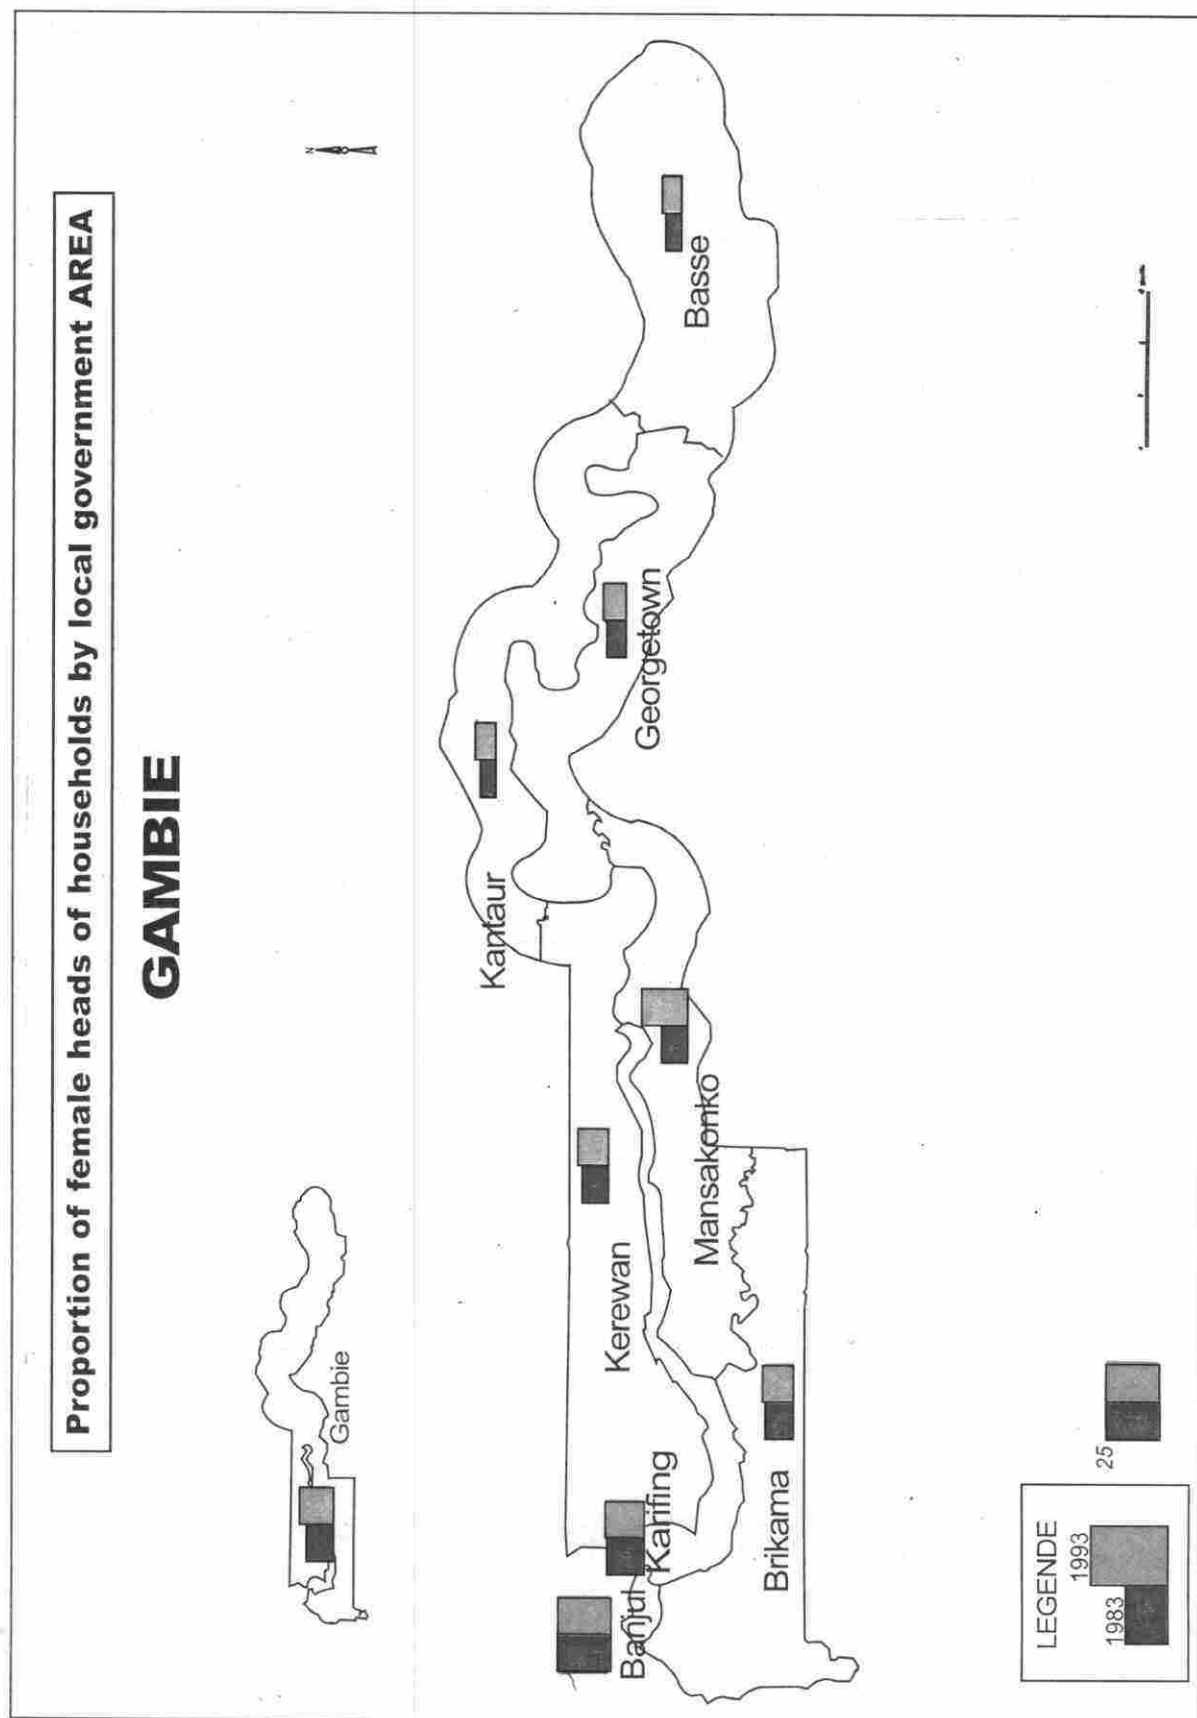 Proportion of female heads of households by local government AREA
GAMBIE
N
Gambie
Kantaur
Georgetown
Basse
Kerewan
Mansakonko
Banjul
Karifing
Brikama
LEGENDE
1983
1993
25